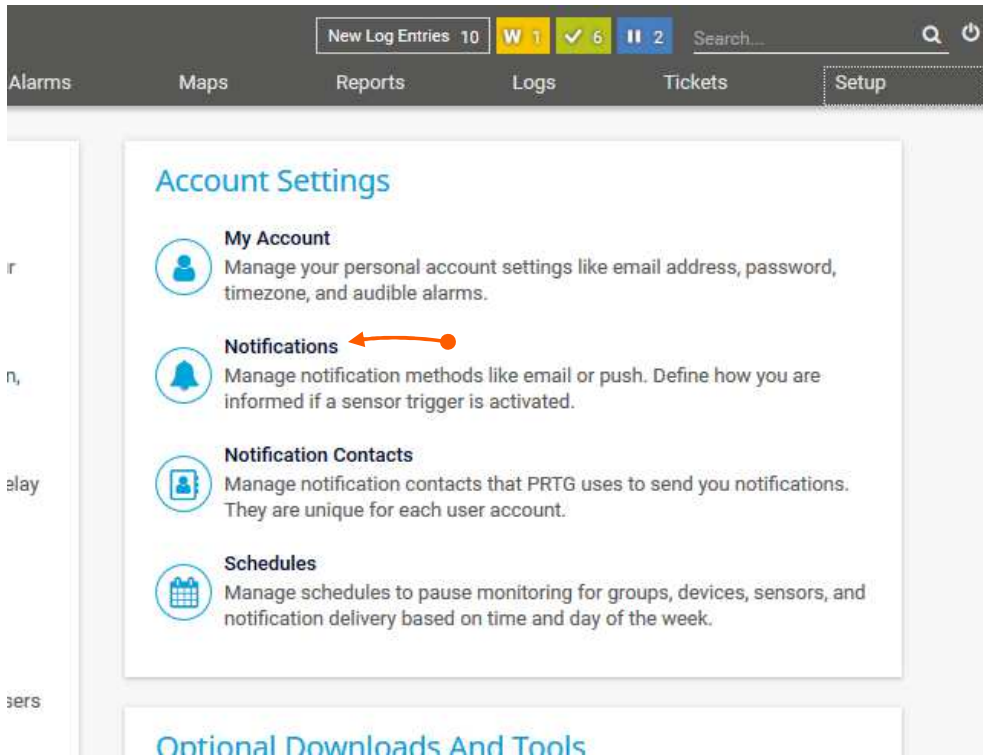 New Log Entries 10 W 1 6 2 Search...
Alarms Maps Reports Logs Tickets Setup
Account Settings
My Account
Manage your personal account settings like email address, password,
timezone, and audible alarms.
Notifications
Manage notification methods like email or push. Define how you are
informed if a sensor trigger is activated.
Notification Contacts
Manage notification contacts that PRTG uses to send you notifications.
They are unique for each user account.
Schedules
Manage schedules to pause monitoring for groups, devices, sensors, and
notification delivery based on time and day of the week.
Optional Downloads And Tools